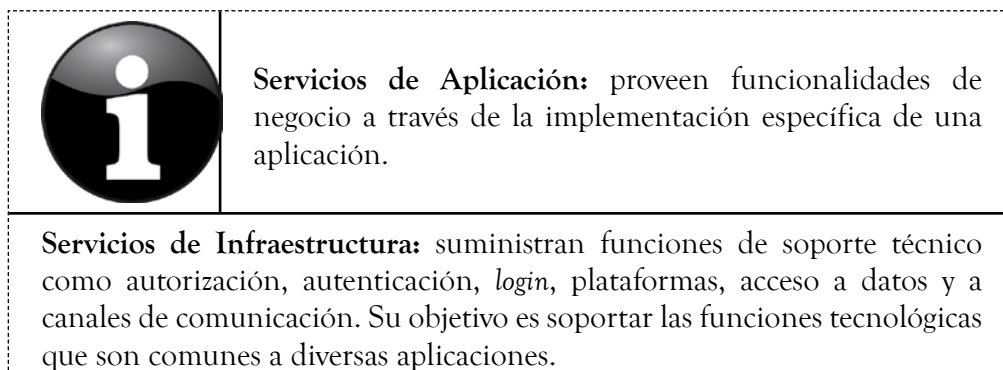 Servicios de Aplicación: proveen funcionalidades de
negocio a través de la implementación específica de una
aplicación.
Servicios de Infraestructura: suministran funciones de soporte técnico
como autorización, autenticación, login, plataformas, acceso a datos y a
canales de comunicación. Su objetivo es soportar las funciones tecnológicas
que son comunes a diversas aplicaciones.